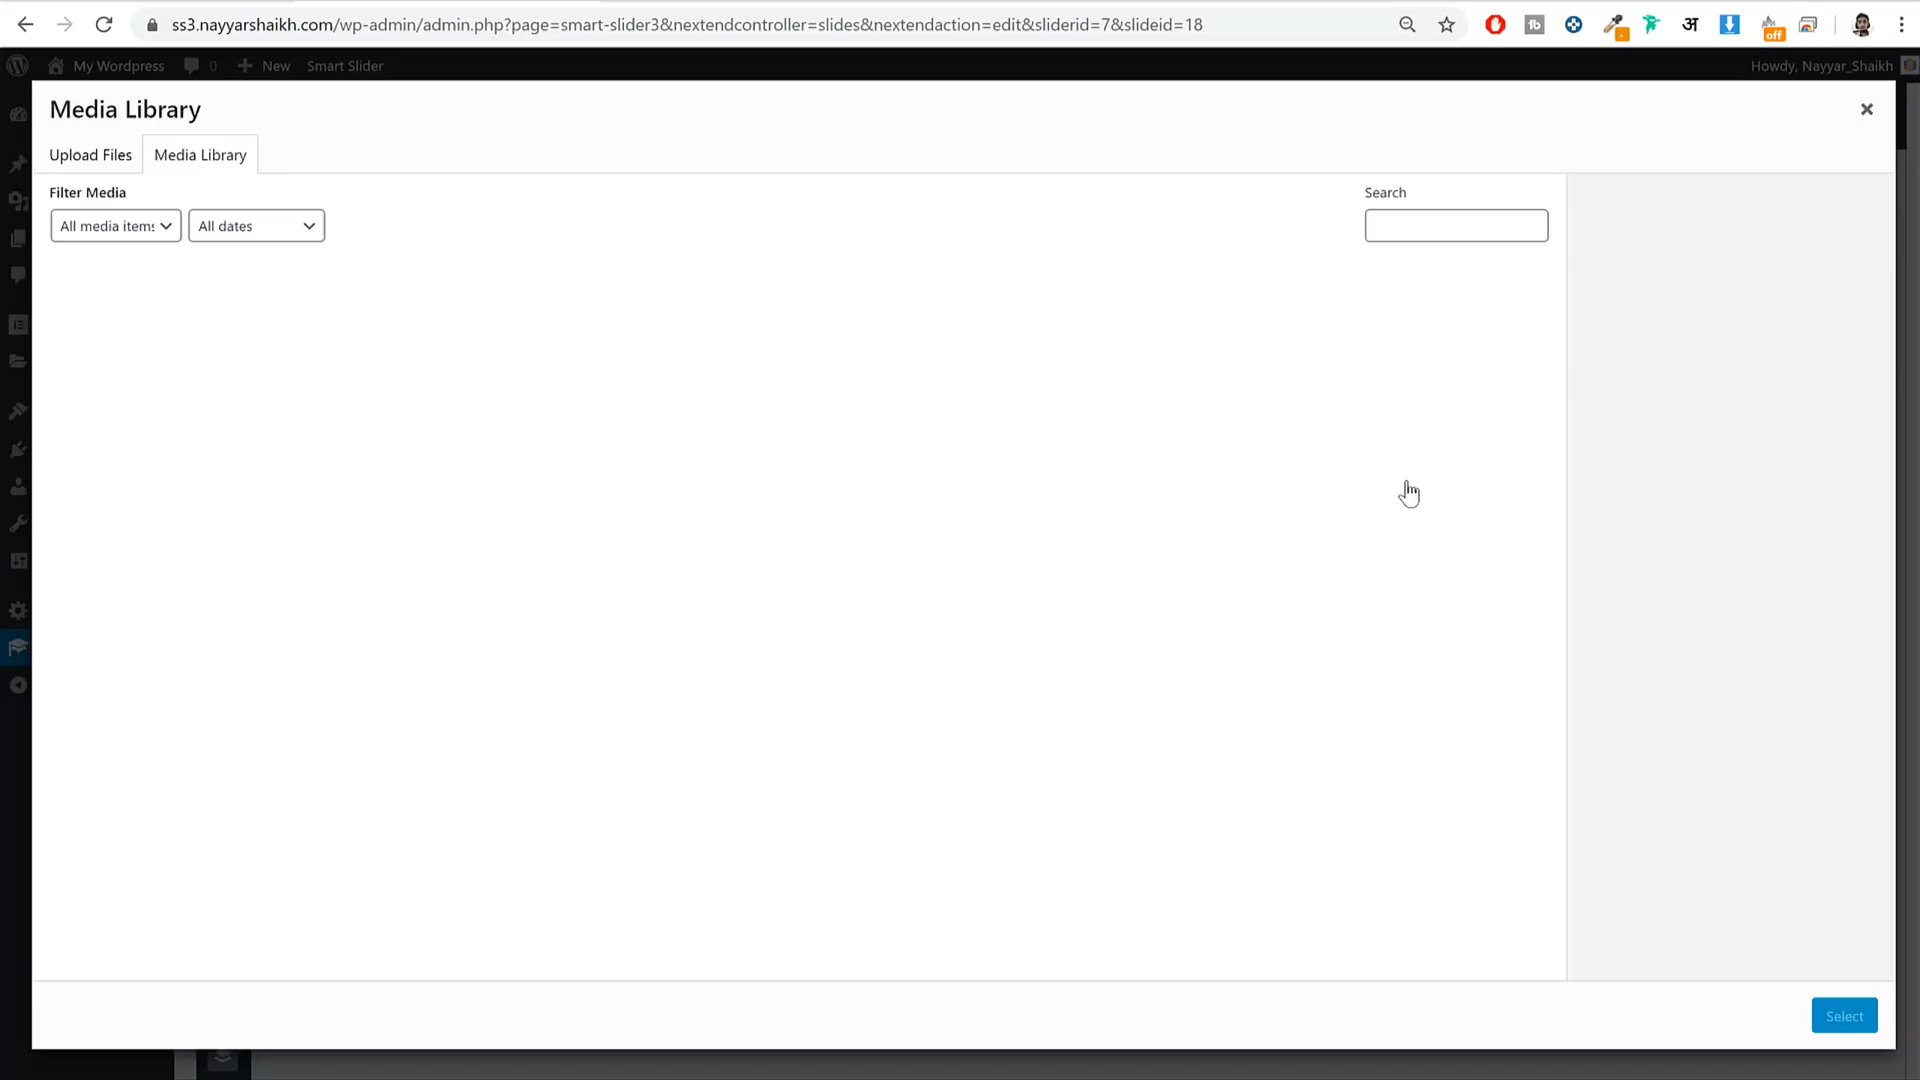 ss3.nayyarshaikh.com/wp-admin/admin.php?page=smart-slider3&nextendcontroller=slides&nextendaction=edit&sliderid=7&slideid=18
tb
अ
off
My Wordpress
0
New
Smart Slider
Howdy, Nayyar_Shaikh
Media Library
Upload Files
Media Library
Filter Media
Search
All media items
All dates
Select